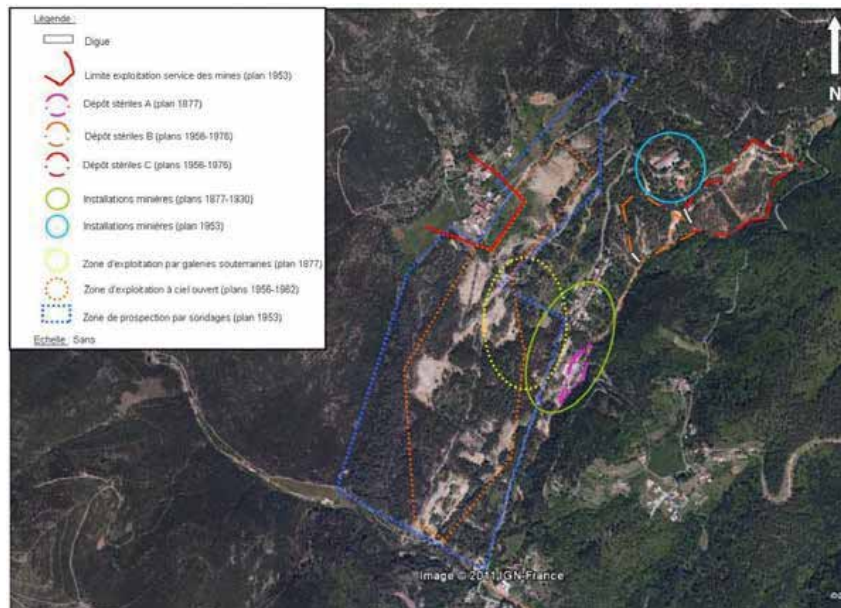 Légende :
Digue
Limite exploitation service des mines (plan 1953)
Dépôt stériles A (plan 1877)
Dépôt stériles B (plans 1956-1976)
Dépôt stériles C (plans 1956-1976)
Installations minières (plans 1877-1930)
Installations minières (plan 1953)
Zone d'exploitation par galeries souterraines (plan 1877)
Zone d'exploitation à ciel ouvert (plans 1956-1962)
Zone de prospection par sondages (plan 1953)
Echelle : Sans
N
Image © 2011 IGN-France